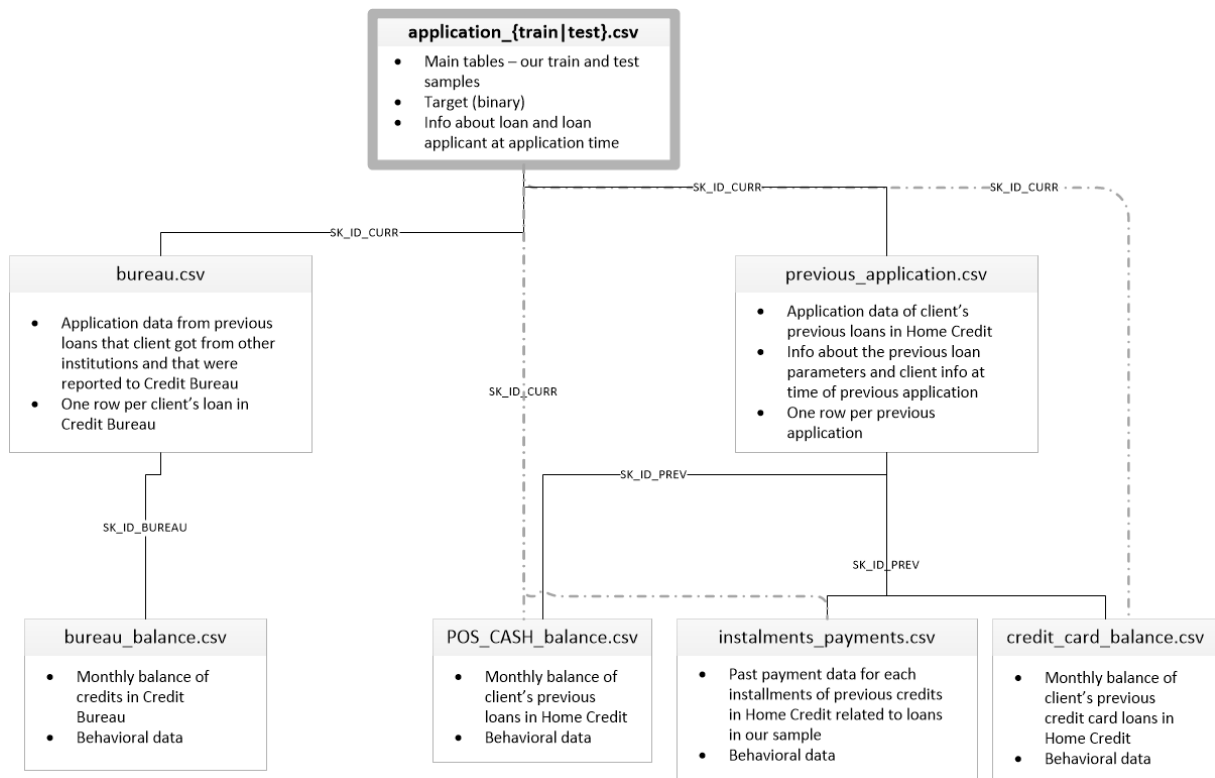 application_{train|test}.csv
• Main tables – our train and test
samples
• Target (binary)
• Info about loan and loan
applicant at application time
SK_ID_CURR
SK_ID_CURR
SK_ID_CURR
bureau.csv
• Application data from previous
loans that client got from other
institutions and that were
reported to Credit Bureau
• One row per client's loan in
Credit Bureau
previous_application.csv
• Application data of client's
previous loans in Home Credit
• Info about the previous loan
parameters and client info at
time of previous application
• One row per previous
application
SK_ID_CURR
SK_ID_PREV
SK_ID_BUREAU
SK_ID_PREV
bureau_balance.csv
• Monthly balance of
credits in Credit
Bureau
• Behavioral data
POS_CASH_balance.csv
• Monthly balance of
client's previous
loans in Home Credit
• Behavioral data
instalments_payments.csv
• Past payment data for each
installments of previous credits
in Home Credit related to loans
in our sample
• Behavioral data
credit_card_balance.csv
• Monthly balance of
client's previous
credit card loans in
Home Credit
• Behavioral data